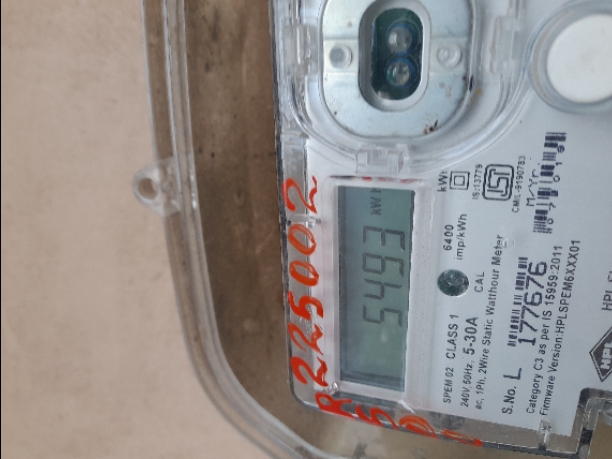 R 225002
5493 kWh
kWh
6400
imp/kWh
CAL
IS:13779
CM/L-9190783
SPEM 02 CLASS 1
240V,50Hz, 5-30A
ac, 1Ph, 2Wire Static Watthour Meter
S.No. L 177676
Category C3 as per IS 15959:2011
Firmware Version:HPLSPEM6XXX01
HPL